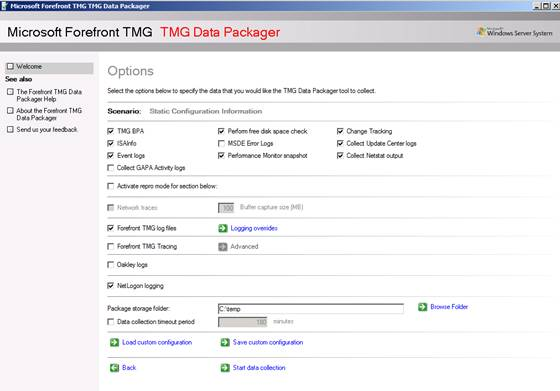 Microsoft Forefront TMG TMG Data Packager
Microsoft Forefront TMG TMG Data Packager
Microsoft
Windows Server System
Welcome
See also
The Forefront TMG Data
Packager Help
About the Forefront TMG
Data Packager
Send us your feedback
Options
Select the options below to specify the data that you would like the TMG Data Packager tool to collect.
Scenario: Static Configuration Information
TMG BPA Perform free disk space check Change Tracking
ISAInfo MSDE Error Logs Collect Update Center logs
Event logs Performance Monitor snapshot Collect Netstat output
Collect GAPA Activity logs
Activate repro mode for section below:
Network traces 100 Buffer capture size (MB)
Forefront TMG log files Logging overrides
Forefront TMG Tracing Advanced
Oakley logs
NetLogon logging
Package storage folder: C:\temp Browse Folder
Data collection timeout period 180 minutes
Load custom configuration Save custom configuration
Back Start data collection